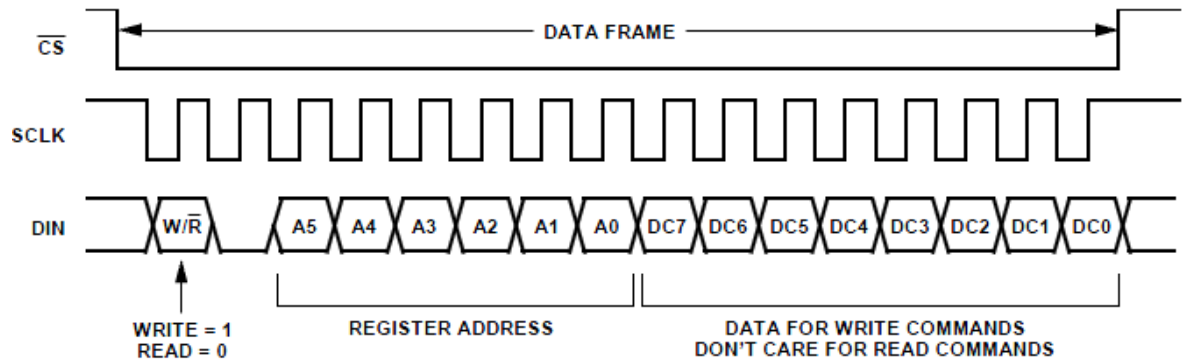 DATA FRAME
C̅S̅
SCLK
DIN W/R̅ A5 A4 A3 A2 A1 A0 DC7 DC6 DC5 DC4 DC3 DC2 DC1 DC0
WRITE = 1
READ = 0
REGISTER ADDRESS
DATA FOR WRITE COMMANDS
DON'T CARE FOR READ COMMANDS